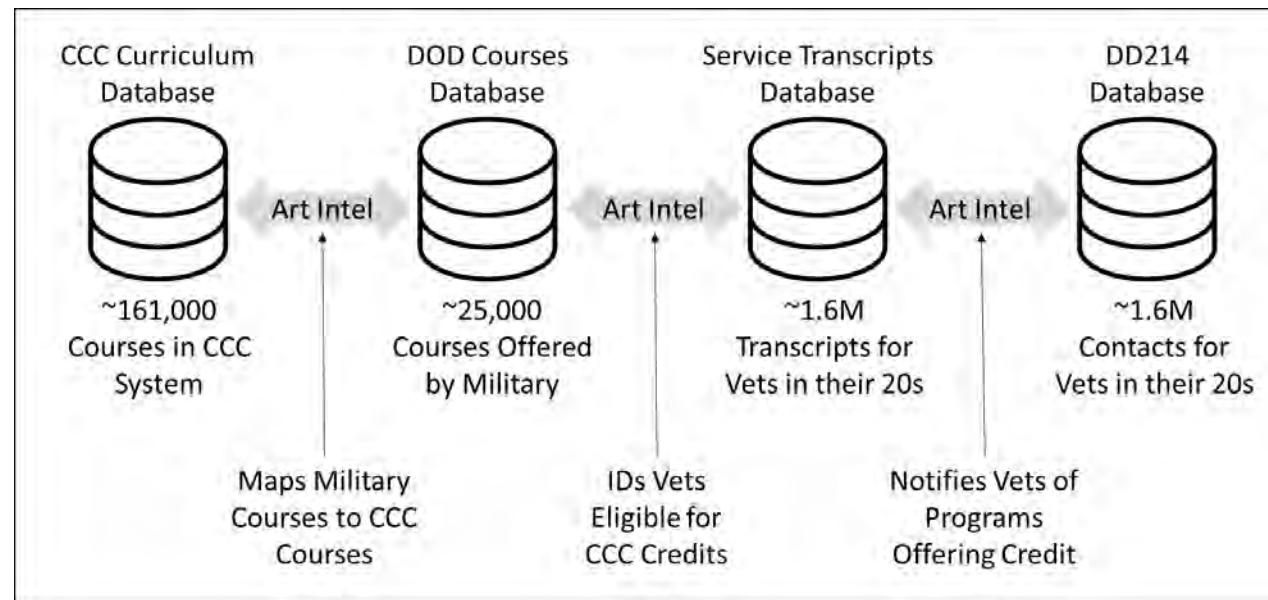 CCC Curriculum
Database
DOD Courses
Database
Service Transcripts
Database
DD214
Database
Art Intel
Art Intel
Art Intel
~161,000
Courses in CCC
System
~25,000
Courses Offered
by Military
~1.6M
Transcripts for
Vets in their 20s
~1.6M
Contacts for
Vets in their 20s
Maps Military
Courses to CCC
Courses
IDs Vets
Eligible for
CCC Credits
Notifies Vets of
Programs
Offering Credit